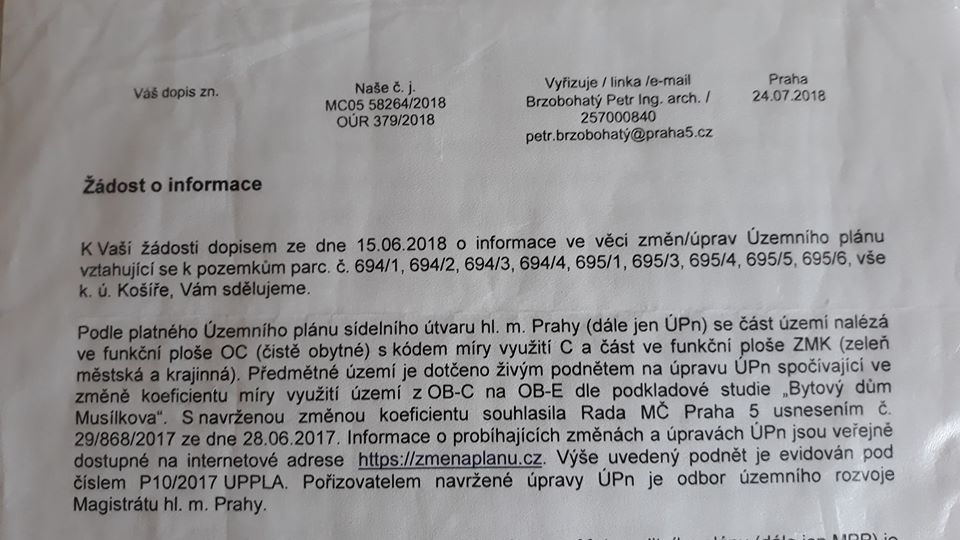 Váš dopis zn.
Naše č. j.
MC05 58264/2018
OÚR 379/2018
Vyřizuje / linka /e-mail
Brzobohatý Petr Ing. arch. /
257000840
petr.brzobohatý@praha5.cz
Praha
24.07.2018
Žádost o informace
K Vaší žádosti dopisem ze dne 15.06.2018 o informace ve věci změn/úprav Územního plánu
vztahující se k pozemkům parc. č. 694/1, 694/2, 694/3, 694/4, 695/1, 695/3, 695/4, 695/5, 695/6, vše
k. ú. Košíře, Vám sdělujeme.
Podle platného Územního plánu sídelního útvaru hl. m. Prahy (dále jen ÚPn) se část území nalézá
ve funkční ploše OC (čistě obytné) s kódem míry využití C a část ve funkční ploše ZMK (zeleň
městská a krajinná). Předmětné území je dotčeno živým podnětem na úpravu ÚPn spočívající ve
změně koeficientu míry využití území z OB-C na OB-E dle podkladové studie „Bytový dům
Musílkova“. S navrženou změnou koeficientu souhlasila Rada MČ Praha 5 usnesením č.
29/868/2017 ze dne 28.06.2017. Informace o probíhajících změnách a úpravách ÚPn jsou veřejně
dostupné na internetové adrese https://zmenaplanu.cz. Výše uvedený podnět je evidován pod
číslem P10/2017 UPPLA. Pořizovatelem navržené úpravy ÚPn je odbor územního rozvoje
Magistrátu hl. m. Prahy.
(dále jen MPP) je